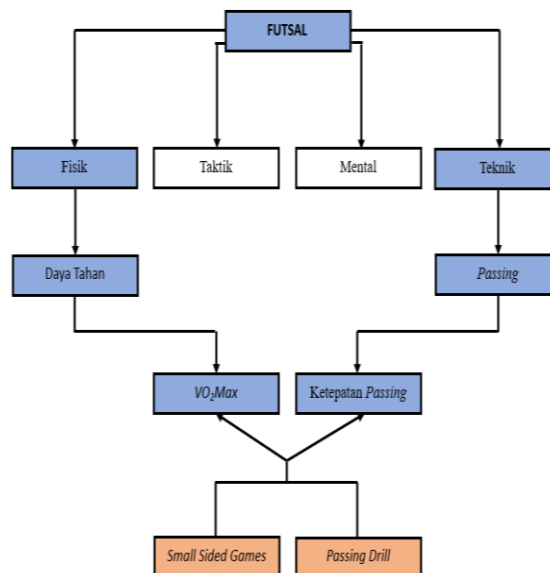 FUTSAL
Fisik
Taktik
Mental
Teknik
Daya Tahan
Passing
VO₂Max
Ketepatan Passing
Small Sided Games
Passing Drill